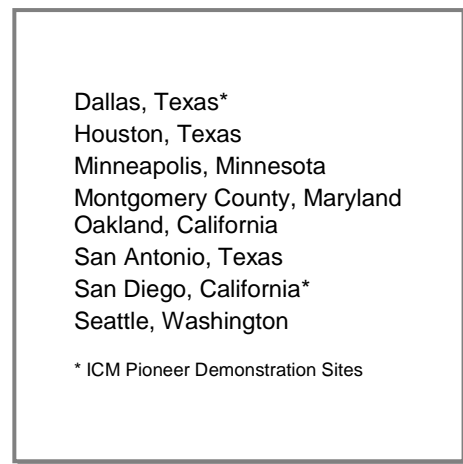 Dallas, Texas*
Houston, Texas
Minneapolis, Minnesota
Montgomery County, Maryland
Oakland, California
San Antonio, Texas
San Diego, California*
Seattle, Washington
* ICM Pioneer Demonstration Sites